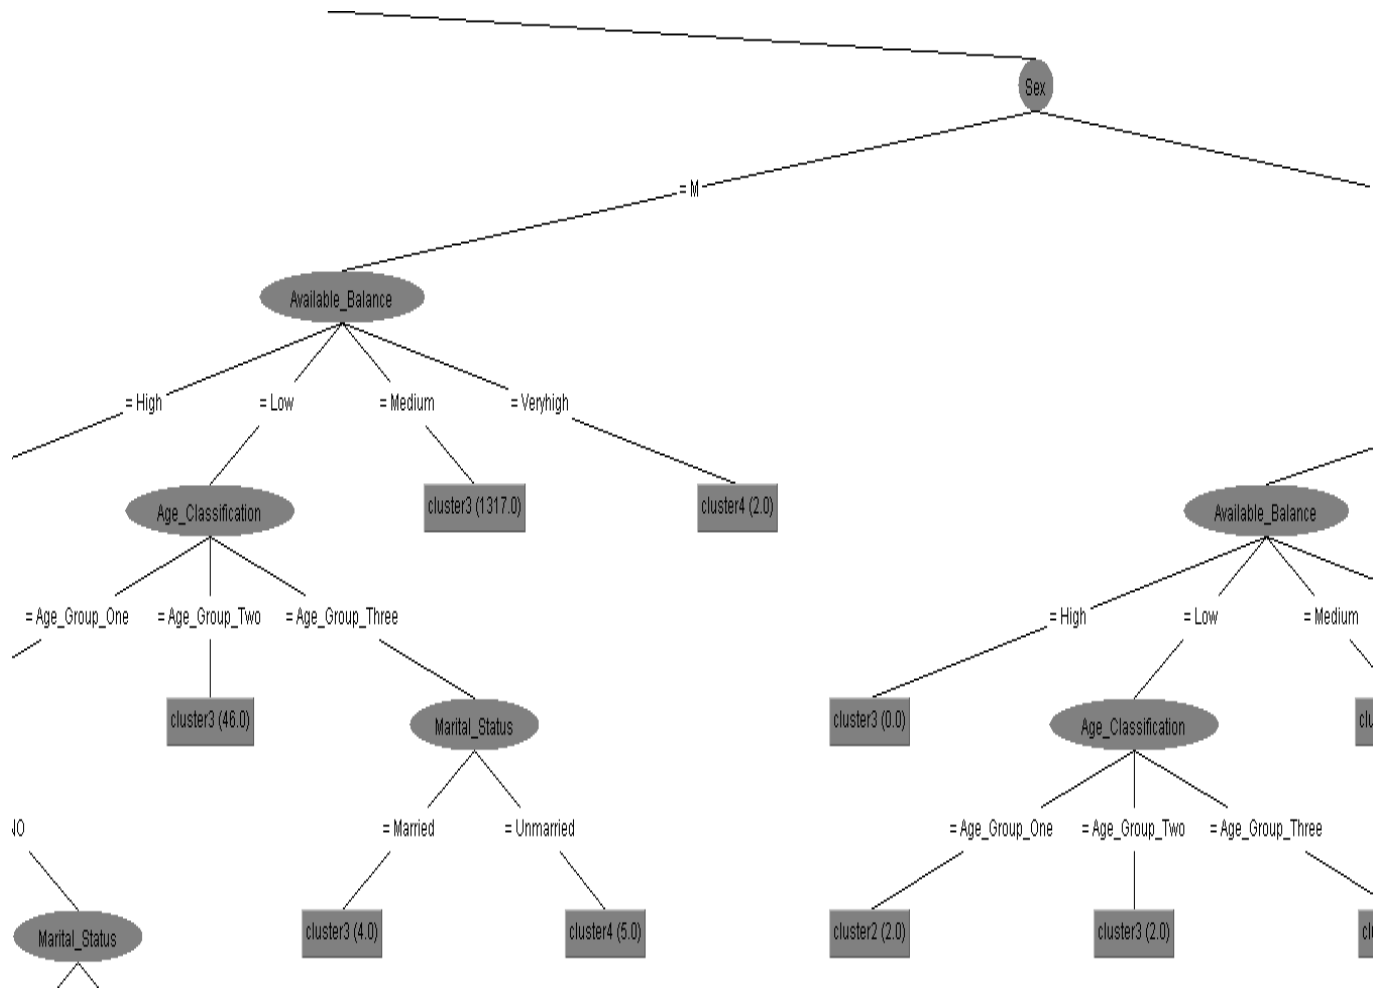 Sex
= M
Available_Balance
= High
= Low
= Medium
= Veryhigh
Age_Classification
cluster3 (1317.0)
cluster4 (2.0)
Available_Balance
= Age_Group_One
= Age_Group_Two
= Age_Group_Three
= High
= Low
= Medium
cluster3 (46.0)
Marital_Status
cluster3 (0.0)
Age_Classification
= Married
= Unmarried
= Age_Group_One
= Age_Group_Two
= Age_Group_Three
Marital_Status
cluster3 (4.0)
cluster4 (5.0)
cluster2 (2.0)
cluster3 (2.0)